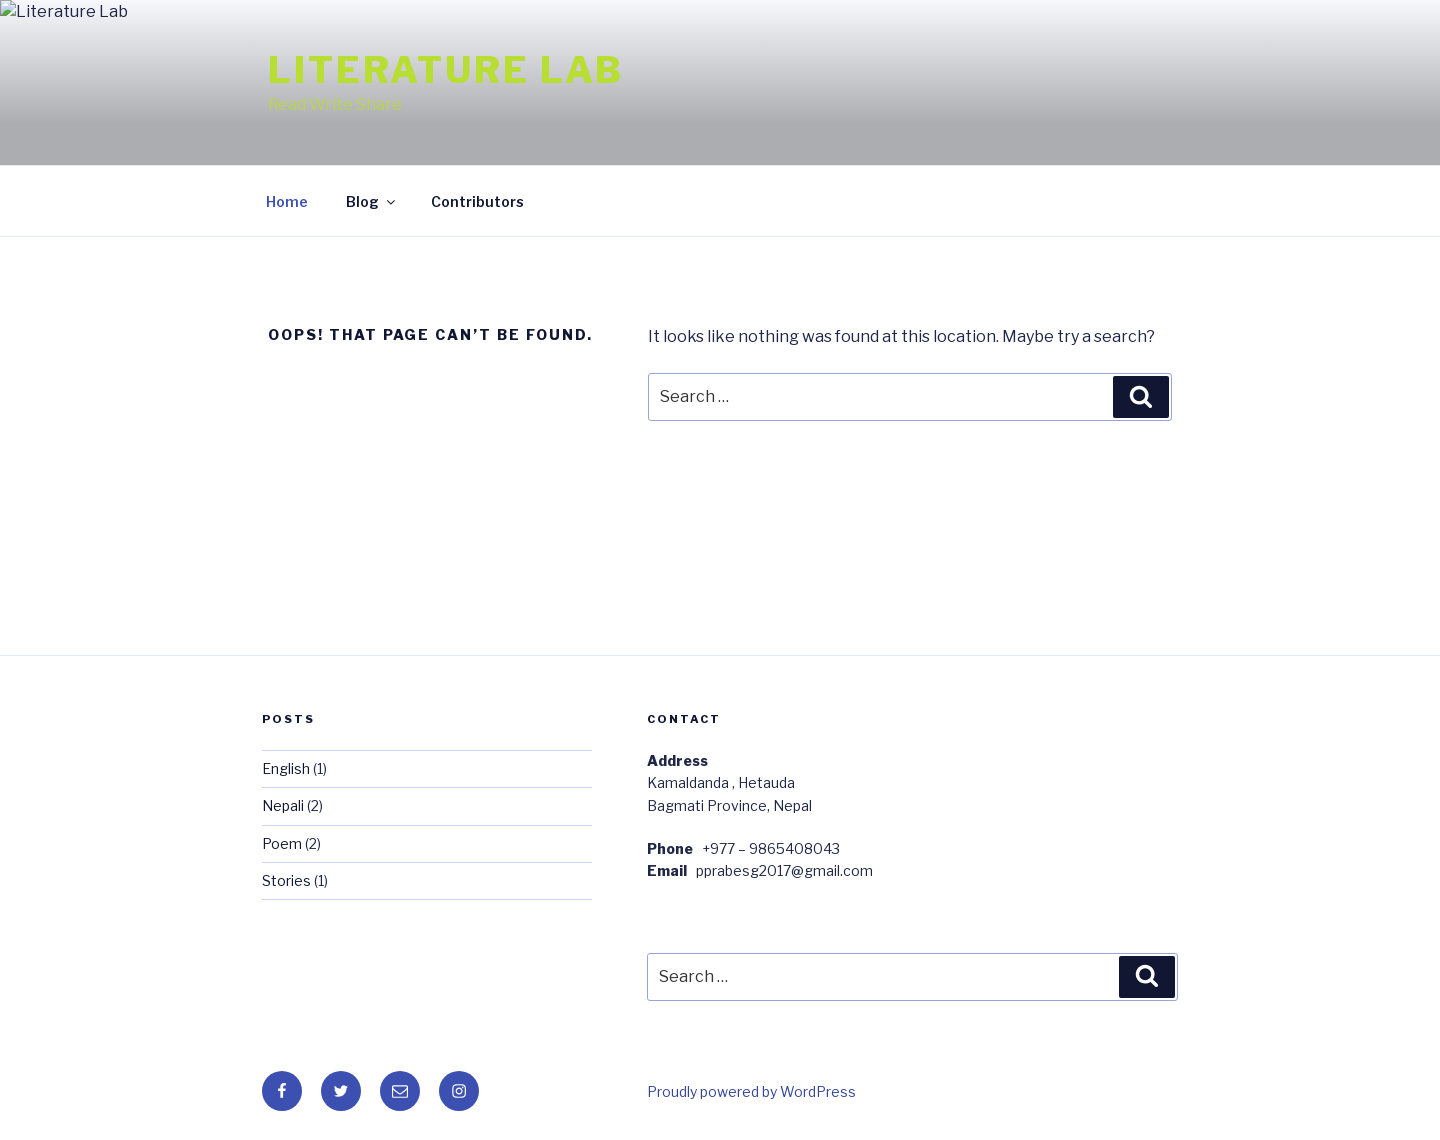 Literature Lab
LITERATURE LAB
Read Write Share
Home
Blog
Contributors
OOPS! THAT PAGE CAN’T BE FOUND.
It looks like nothing was found at this location. Maybe try a search?
Search …
POSTS
English (1)
Nepali (2)
Poem (2)
Stories (1)
CONTACT
Address
Kamaldanda , Hetauda
Bagmati Province, Nepal
Phone +977 – 9865408043
Email pprabesg2017@gmail.com
Search …
Proudly powered by WordPress